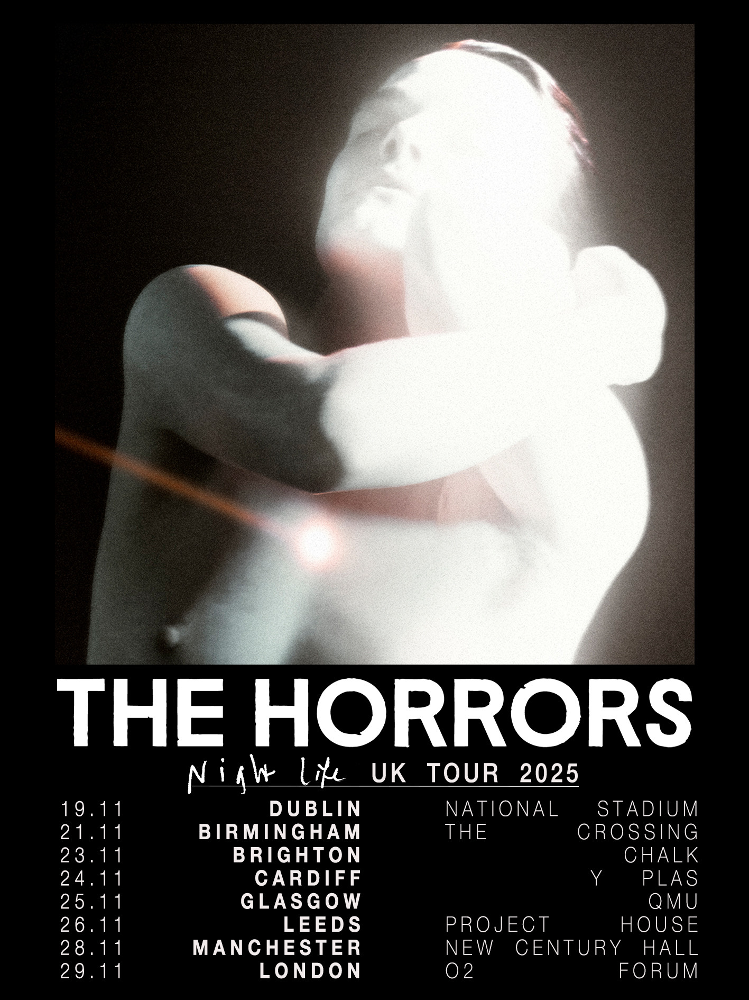 THE HORRORS
Night Life UK TOUR 2025
19.11 DUBLIN NATIONAL STADIUM
21.11 BIRMINGHAM THE CROSSING
23.11 BRIGHTON CHALK
24.11 CARDIFF Y PLAS
25.11 GLASGOW QMU
26.11 LEEDS PROJECT HOUSE
28.11 MANCHESTER NEW CENTURY HALL
29.11 LONDON O2 FORUM